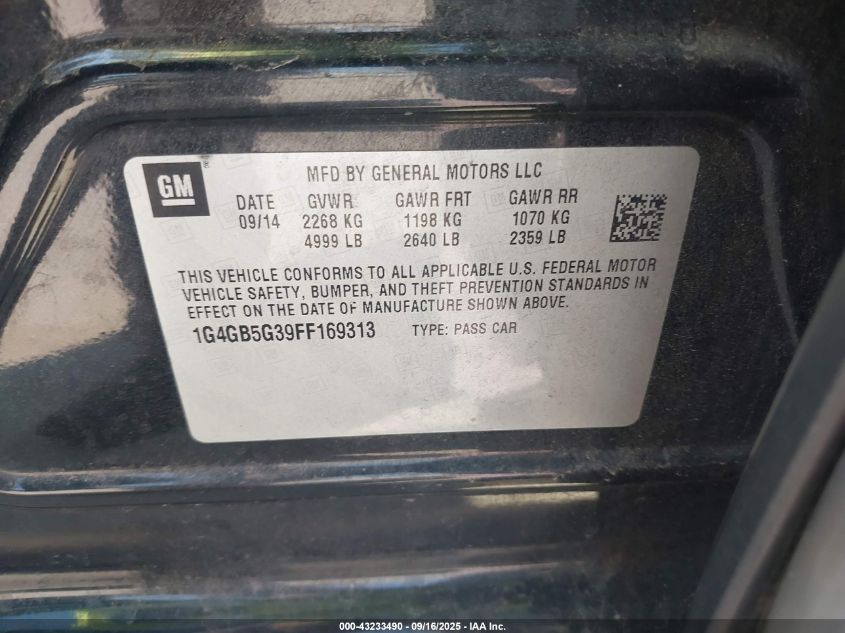 GM
MFD BY GENERAL MOTORS LLC
DATE GVWR GAWR FRT GAWR RR
09/14 2268 KG 1198 KG 1070 KG
4999 LB 2640 LB 2359 LB
THIS VEHICLE CONFORMS TO ALL APPLICABLE U.S. FEDERAL MOTOR
VEHICLE SAFETY, BUMPER, AND THEFT PREVENTION STANDARDS IN
EFFECT ON THE DATE OF MANUFACTURE SHOWN ABOVE.
1G4GB5G39FF169313 TYPE: PASS CAR
000-43233490 - 09/16/2025 - IAA Inc.